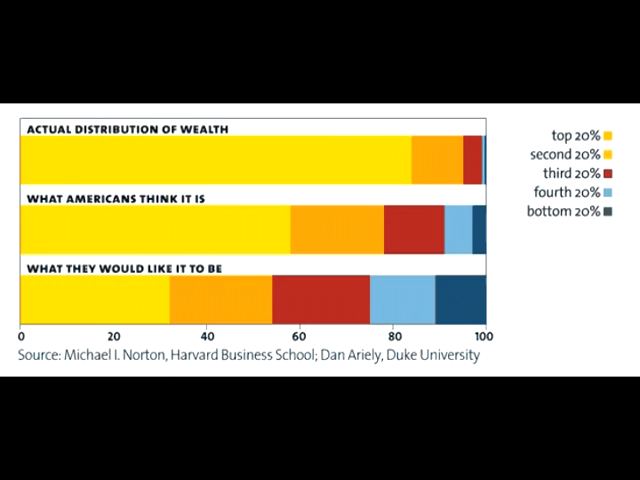 ACTUAL DISTRIBUTION OF WEALTH
WHAT AMERICANS THINK IT IS
WHAT THEY WOULD LIKE IT TO BE
0 20 40 60 80 100
top 20%
second 20%
third 20%
fourth 20%
bottom 20%
Source: Michael I. Norton, Harvard Business School; Dan Ariely, Duke University